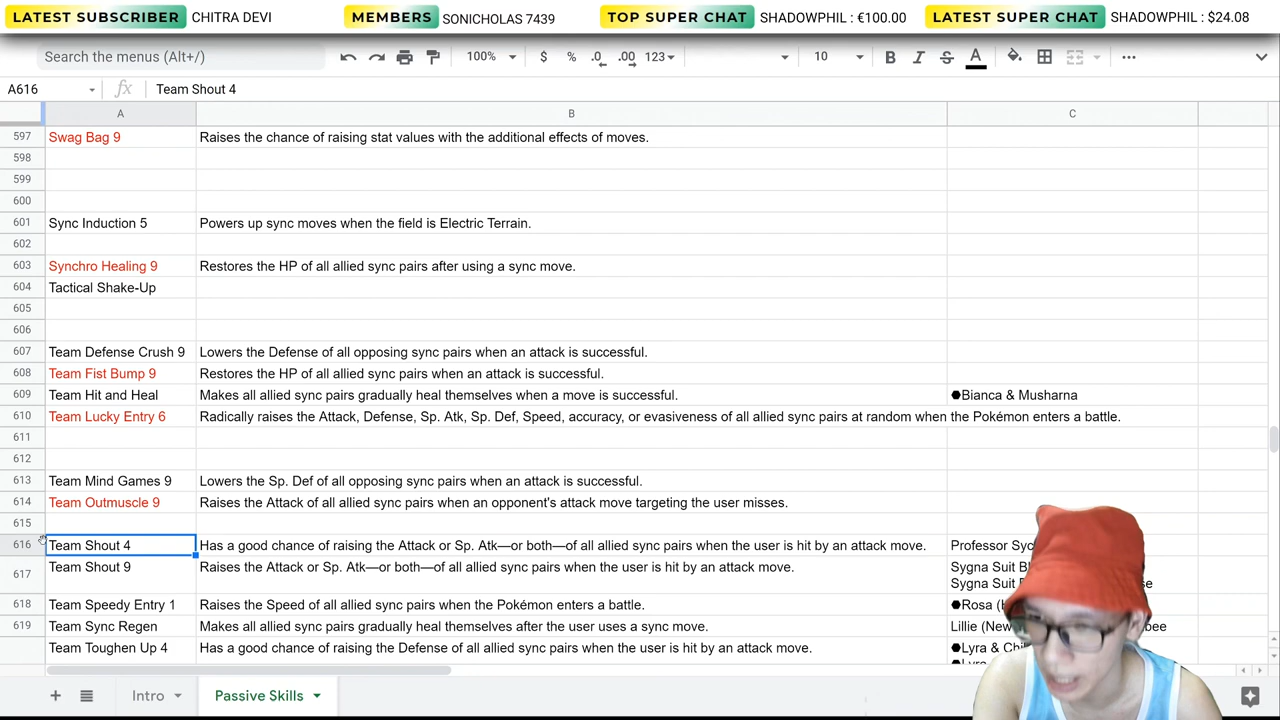 LATEST SUBSCRIBER CHITRA DEVI MEMBERS SONICHOLAS 7439 TOP SUPER CHAT SHADOWPHIL : €100.00 LATEST SUPER CHAT SHADOWPHIL : $24.08
Search the menus (Alt+/) 100% $ % .0 .00 123 10 B I S A
A616 fx Team Shout 4
A B C
597 Swag Bag 9 Raises the chance of raising stat values with the additional effects of moves.
598
599
600
601 Sync Induction 5 Powers up sync moves when the field is Electric Terrain.
602
603 Synchro Healing 9 Restores the HP of all allied sync pairs after using a sync move.
604 Tactical Shake-Up
605
606
607 Team Defense Crush 9 Lowers the Defense of all opposing sync pairs when an attack is successful.
608 Team Fist Bump 9 Restores the HP of all allied sync pairs when an attack is successful.
609 Team Hit and Heal Makes all allied sync pairs gradually heal themselves when a move is successful. ⬣Bianca & Musharna
610 Team Lucky Entry 6 Radically raises the Attack, Defense, Sp. Atk, Sp. Def, Speed, accuracy, or evasiveness of all allied sync pairs at random when the Pokémon enters a battle.
611
612
613 Team Mind Games 9 Lowers the Sp. Def of all opposing sync pairs when an attack is successful.
614 Team Outmuscle 9 Raises the Attack of all allied sync pairs when an opponent's attack move targeting the user misses.
615
616 Team Shout 4 Has a good chance of raising the Attack or Sp. Atk—or both—of all allied sync pairs when the user is hit by an attack move. Professor
617 Team Shout 9 Raises the Attack or Sp. Atk—or both—of all allied sync pairs when the user is hit by an attack move. Sygna Suit
Sygna Suit
618 Team Speedy Entry 1 Raises the Speed of all allied sync pairs when the Pokémon enters a battle. ⬣Rosa
619 Team Sync Regen Makes all allied sync pairs gradually heal themselves after the user uses a sync move. Lillie
Team Toughen Up 4 Has a good chance of raising the Defense of all allied sync pairs when the user is hit by an attack move. ⬣Lyra &
Intro Passive Skills